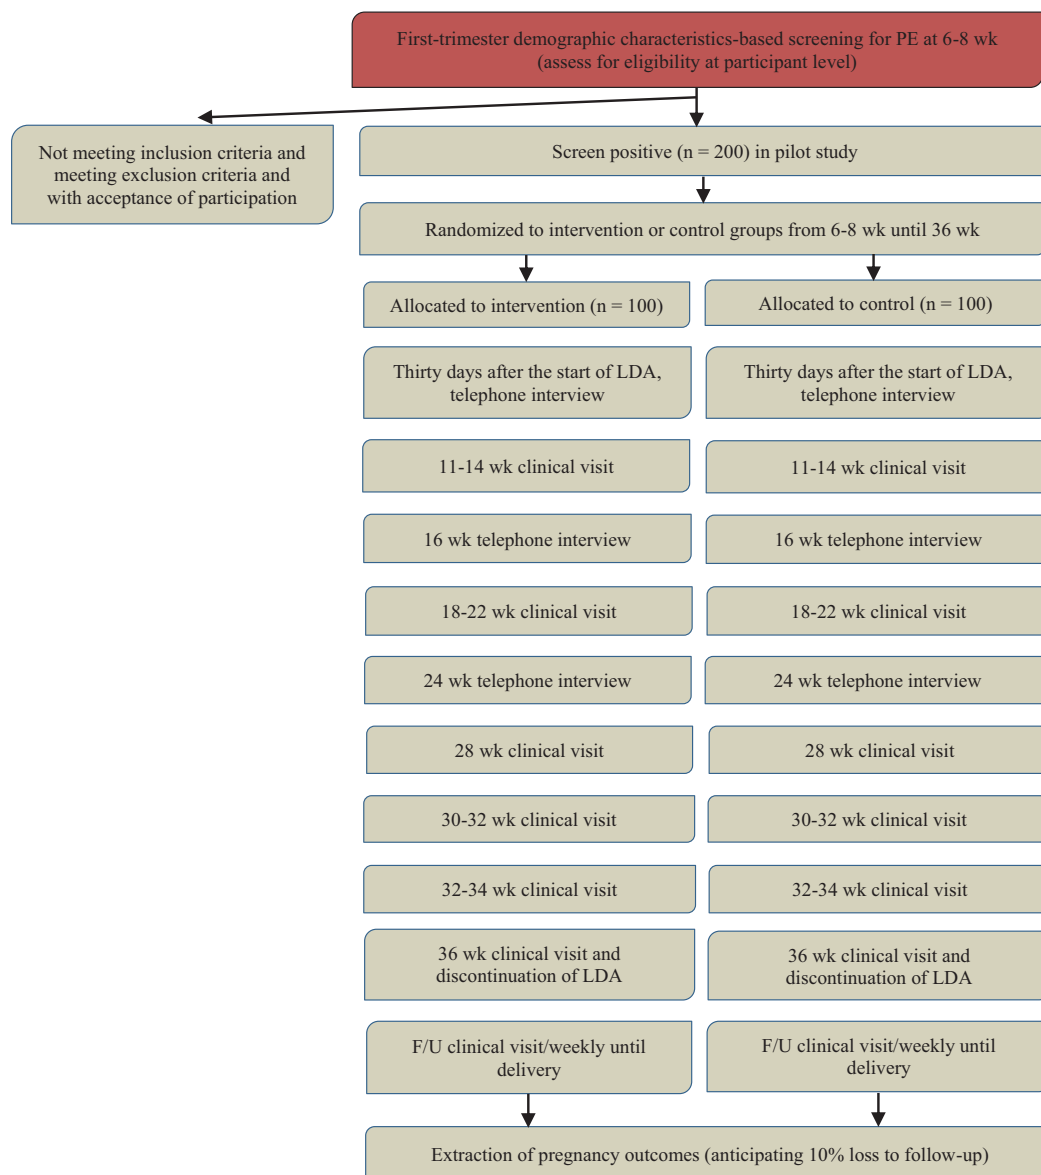 First-trimester demographic characteristics-based screening for PE at 6-8 wk
(assess for eligibility at participant level)
Not meeting inclusion criteria and
meeting exclusion criteria and
with acceptance of participation
Screen positive (n = 200) in pilot study
Randomized to intervention or control groups from 6-8 wk until 36 wk
Allocated to intervention (n = 100)
Allocated to control (n = 100)
Thirty days after the start of LDA,
telephone interview
Thirty days after the start of LDA,
telephone interview
11-14 wk clinical visit
11-14 wk clinical visit
16 wk telephone interview
16 wk telephone interview
18-22 wk clinical visit
18-22 wk clinical visit
24 wk telephone interview
24 wk telephone interview
28 wk clinical visit
28 wk clinical visit
30-32 wk clinical visit
30-32 wk clinical visit
32-34 wk clinical visit
32-34 wk clinical visit
36 wk clinical visit and
discontinuation of LDA
36 wk clinical visit and
discontinuation of LDA
F/U clinical visit/weekly until
delivery
F/U clinical visit/weekly until
delivery
Extraction of pregnancy outcomes (anticipating 10% loss to follow-up)